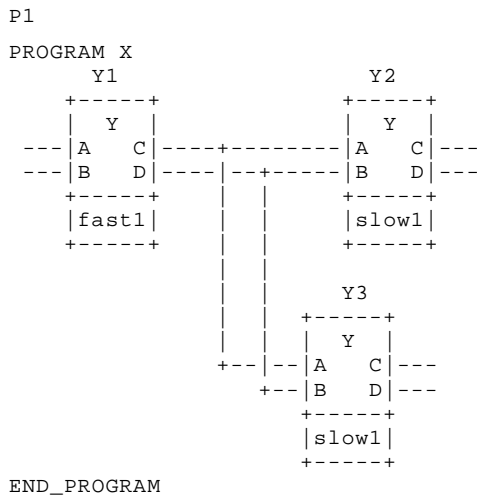 P1
PROGRAM X
Y1 Y2
Y Y
A C A C
B D B D
fast1 slow1
Y3
Y
A C
B D
slow1
END_PROGRAM